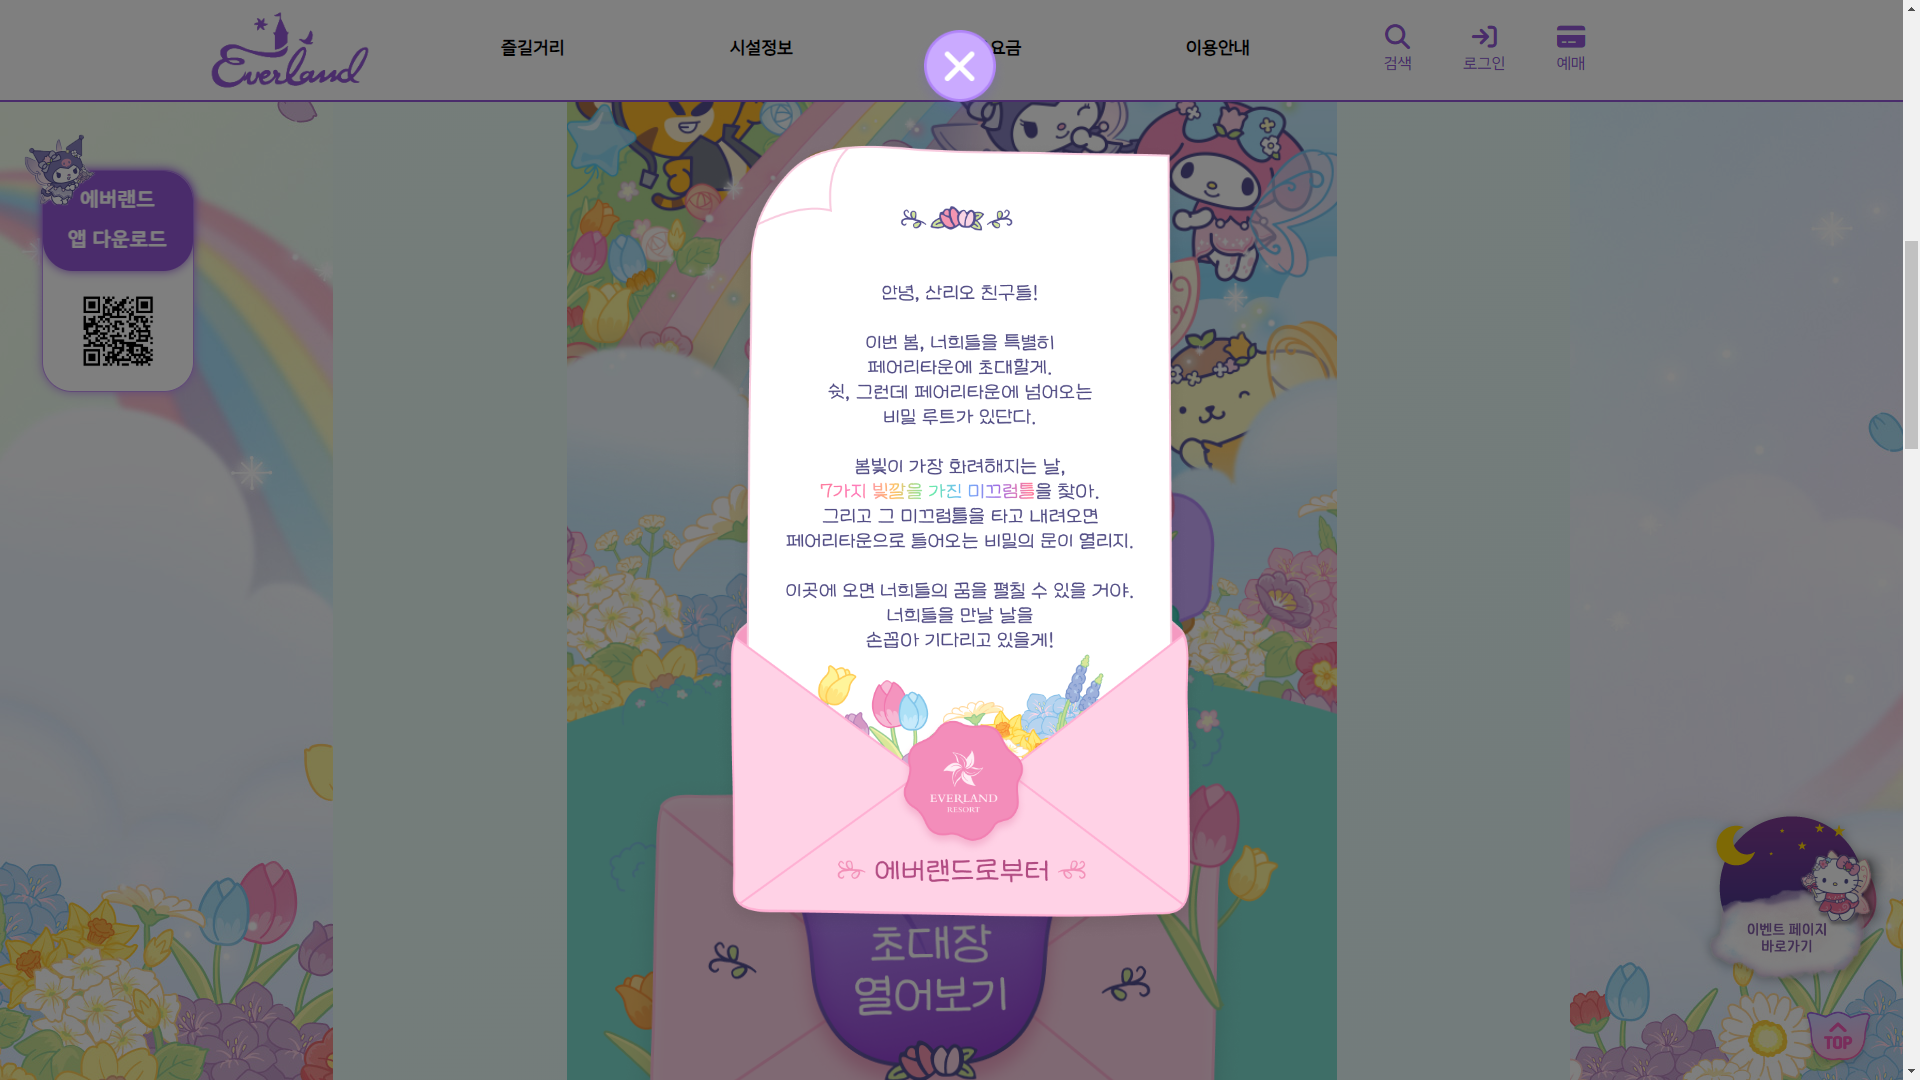 Everland
즐길거리
시설정보
요금
이용안내
검색
로그인
예매
에버랜드
앱 다운로드
안녕, 산리오 친구들!
이번 봄, 너희들을 특별히
페어리타운에 초대할게.
쉿, 그런데 페어리타운에 넘어오는
비밀 루트가 있단다.
봄빛이 가장 화려해지는 날,
7가지 빛깔을 가진 미끄럼틀을 찾아.
그리고 그 미끄럼틀을 타고 내려오면
페어리타운으로 들어오는 비밀의 문이 열리지.
이곳에 오면 너희들의 꿈을 펼칠 수 있을 거야.
너희들을 만날 날을
손꼽아 기다리고 있을게!
EVERLAND
RESORT
에버랜드로부터
초대장
열어보기
이벤트 페이지
바로가기
TOP